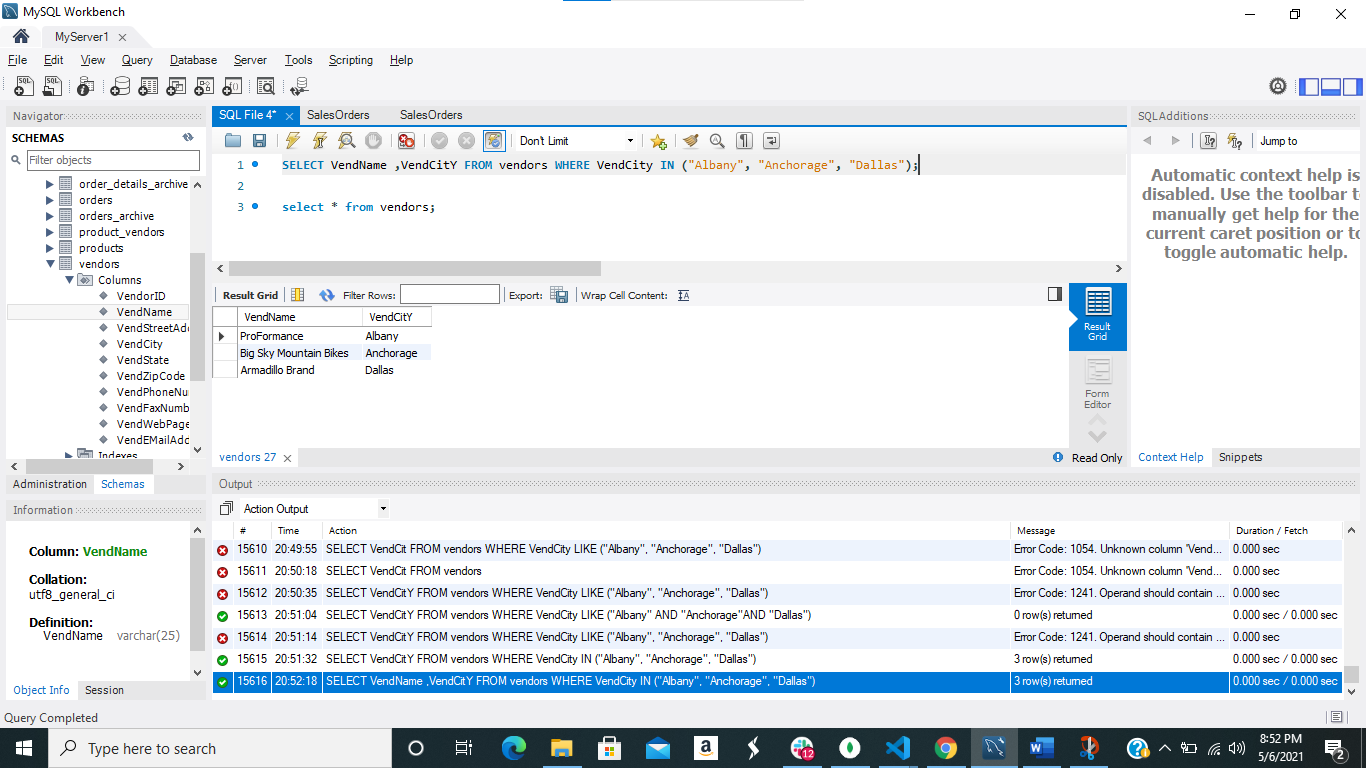 MySQL Workbench
MyServer1
File Edit View Query Database Server Tools Scripting Help
Navigator
SCHEMAS
Filter objects
order_details_archive
orders
orders_archive
product_vendors
products
vendors
Columns
VendorID
VendName
VendStreetAdd
VendCity
VendState
VendZipCode
VendPhoneNu
VendFaxNumb
VendWebPage
VendEMailAdd
Indexes
Administration Schemas
Information
Column: VendName
Collation:
utf8_general_ci
Definition:
VendName varchar(25)
Object Info Session
Query Completed
SQL File 4* SalesOrders SalesOrders
Don't Limit
1 SELECT VendName ,VendCitY FROM vendors WHERE VendCity IN ("Albany", "Anchorage", "Dallas");
2
3 select * from vendors;
Result Grid Filter Rows: Export: Wrap Cell Content:
VendName VendCitY
ProFormance Albany
Big Sky Mountain Bikes Anchorage
Armadillo Brand Dallas
Result
Grid
Form
Editor
vendors 27
Read Only
SQLAdditions
Jump to
Automatic context help is
disabled. Use the toolbar to
manually get help for the
current caret position or to
toggle automatic help.
Context Help Snippets
Output
Action Output
# Time Action Message Duration / Fetch
15610 20:49:55 SELECT VendCit FROM vendors WHERE VendCity LIKE ("Albany", "Anchorage", "Dallas") Error Code: 1054. Unknown column 'Vend... 0.000 sec
15611 20:50:18 SELECT VendCit FROM vendors Error Code: 1054. Unknown column 'Vend... 0.000 sec
15612 20:50:35 SELECT VendCitY FROM vendors WHERE VendCity LIKE ("Albany", "Anchorage", "Dallas") Error Code: 1241. Operand should contain ... 0.000 sec
15613 20:51:04 SELECT VendCitY FROM vendors WHERE VendCity LIKE ("Albany" AND "Anchorage"AND "Dallas") 0 row(s) returned 0.000 sec / 0.000 sec
15614 20:51:14 SELECT VendCitY FROM vendors WHERE VendCity LIKE ("Albany", "Anchorage", "Dallas") Error Code: 1241. Operand should contain ... 0.000 sec
15615 20:51:32 SELECT VendCitY FROM vendors WHERE VendCity IN ("Albany", "Anchorage", "Dallas") 3 row(s) returned 0.000 sec / 0.000 sec
15616 20:52:18 SELECT VendName ,VendCitY FROM vendors WHERE VendCity IN ("Albany", "Anchorage", "Dallas") 3 row(s) returned 0.000 sec / 0.000 sec
Type here to search
12
8:52 PM
5/6/2021
2